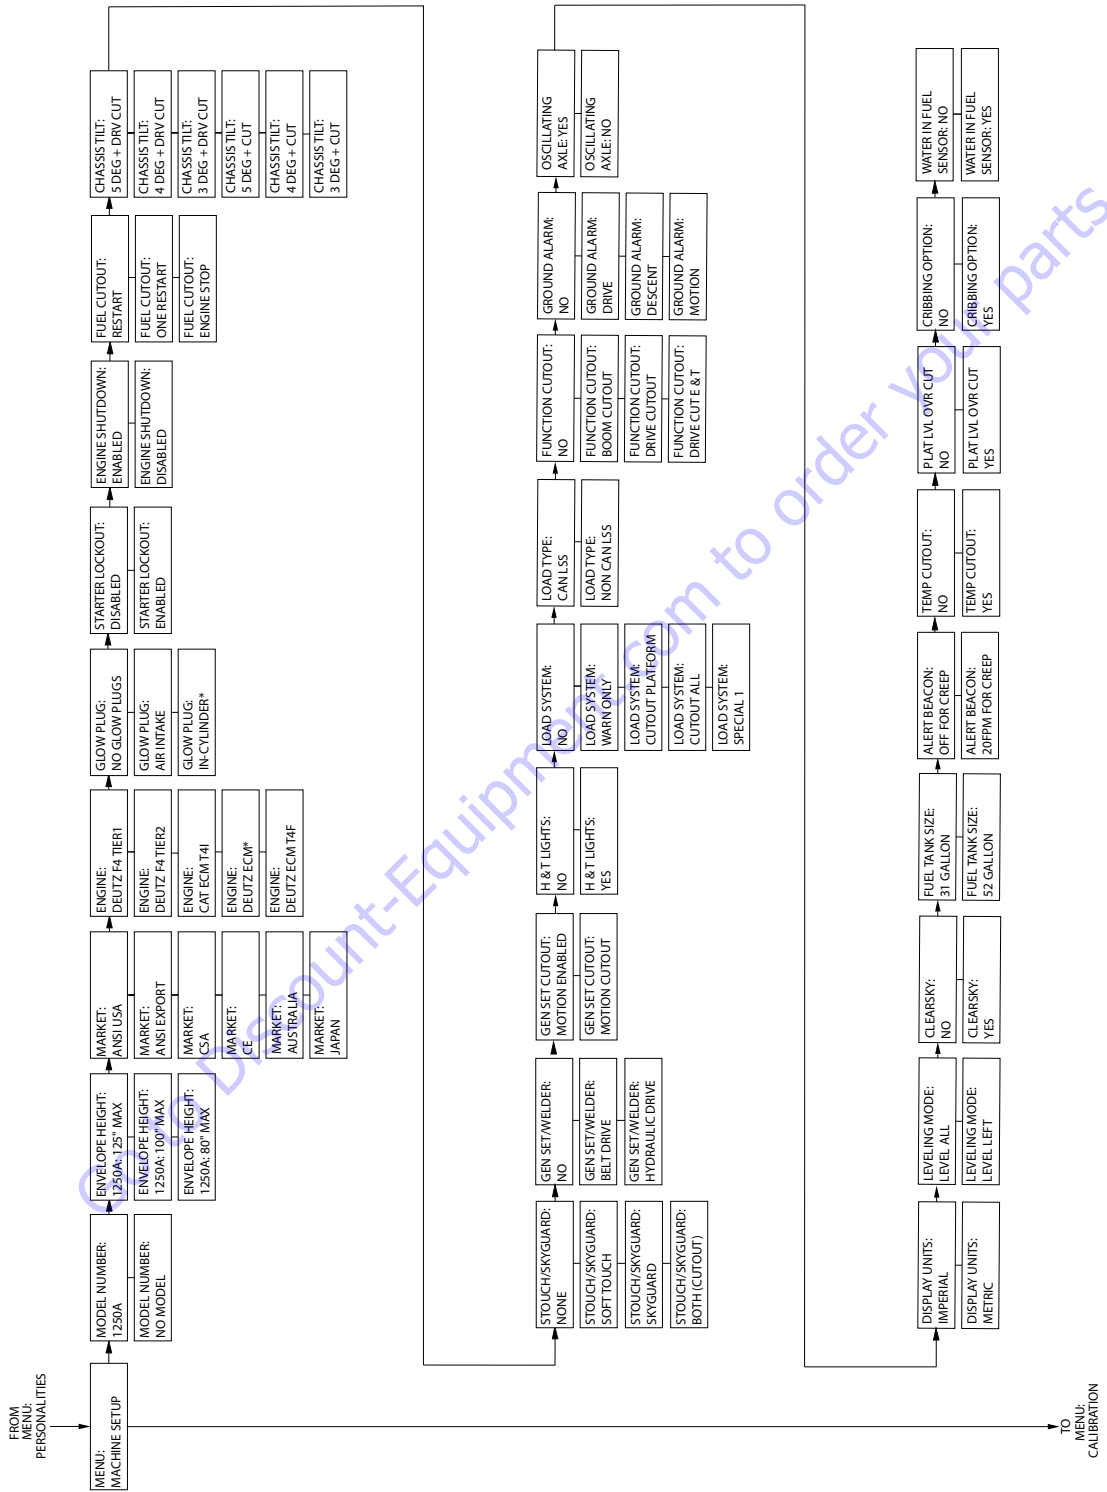 FROM
MENU:
PERSONALITIES
MENU:
MACHINE SETUP
MODEL NUMBER:
1250A
MODEL NUMBER:
NO MODEL
ENVELOPE HEIGHT:
1250A: 125" MAX
ENVELOPE HEIGHT:
1250A: 100" MAX
ENVELOPE HEIGHT:
1250A: 80" MAX
MARKET:
ANSI USA
MARKET:
ANSI EXPORT
MARKET:
CSA
MARKET:
CE
MARKET:
AUSTRALIA
MARKET:
JAPAN
ENGINE:
DEUTZ F4 TIER1
ENGINE:
DEUTZ F4 TIER2
ENGINE:
CAT ECM T4I
ENGINE:
DEUTZ ECM*
ENGINE:
DEUTZ ECM T4F
GLOW PLUG:
NO GLOW PLUGS
GLOW PLUG:
AIR INTAKE
GLOW PLUG:
IN-CYLINDER*
STARTER LOCKOUT:
DISABLED
STARTER LOCKOUT:
ENABLED
ENGINE SHUTDOWN:
ENABLED
ENGINE SHUTDOWN:
DISABLED
FUEL CUTOUT:
RESTART
FUEL CUTOUT:
ONE RESTART
FUEL CUTOUT:
ENGINE STOP
CHASSIS TILT:
5 DEG + DRV CUT
CHASSIS TILT:
4 DEG + DRV CUT
CHASSIS TILT:
3 DEG + DRV CUT
CHASSIS TILT:
5 DEG + CUT
CHASSIS TILT:
4 DEG + CUT
CHASSIS TILT:
3 DEG + CUT
STOUCH/SKYGUARD:
NONE
STOUCH/SKYGUARD:
SOFT TOUCH
STOUCH/SKYGUARD:
SKYGUARD
STOUCH/SKYGUARD:
BOTH (CUTOUT)
GEN SET/WELDER:
NO
GEN SET/WELDER:
BELT DRIVE
GEN SET/WELDER:
HYDRAULIC DRIVE
GEN SET CUTOUT:
MOTION ENABLED
GEN SET CUTOUT:
MOTION CUTOUT
H & T LIGHTS:
NO
H & T LIGHTS:
YES
LOAD SYSTEM:
NO
LOAD SYSTEM:
WARN ONLY
LOAD SYSTEM:
CUTOUT PLATFORM
LOAD SYSTEM:
CUTOUT ALL
LOAD SYSTEM:
SPECIAL 1
LOAD TYPE:
CAN LSS
LOAD TYPE:
NON CAN LSS
FUNCTION CUTOUT:
NO
FUNCTION CUTOUT:
BOOM CUTOUT
FUNCTION CUTOUT:
DRIVE CUTOUT
FUNCTION CUTOUT:
DRIVE CUT E & T
GROUND ALARM:
NO
GROUND ALARM:
DRIVE
GROUND ALARM:
DESCENT
GROUND ALARM:
MOTION
OSCILLATING
AXLE: YES
OSCILLATING
AXLE: NO
DISPLAY UNITS:
IMPERIAL
DISPLAY UNITS:
METRIC
LEVELING MODE:
LEVEL ALL
LEVELING MODE:
LEVEL LEFT
CLEARSKY:
NO
CLEARSKY:
YES
FUEL TANK SIZE:
31 GALLON
FUEL TANK SIZE:
52 GALLON
ALERT BEACON:
OFF FOR CREEP
ALERT BEACON:
20FPM FOR CREEP
TEMP CUTOUT:
NO
TEMP CUTOUT:
YES
PLAT LVL OVR CUT
NO
PLAT LVL OVR CUT
YES
CRIBBING OPTION:
NO
CRIBBING OPTION:
YES
WATER IN FUEL
SENSOR: NO
WATER IN FUEL
SENSOR: YES
TO
MENU:
CALIBRATION
Go to Discount-Equipment.com to order your parts